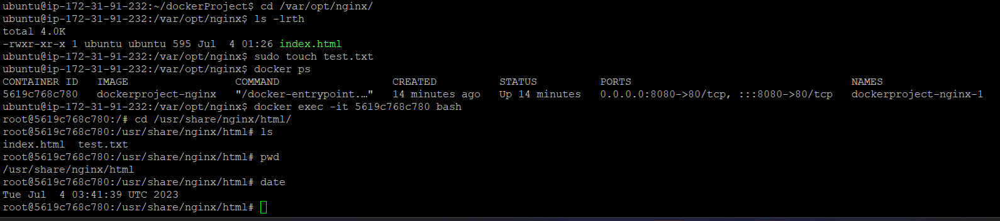 ubuntu@ip-172-31-91-232:~/dockerProject$ cd /var/opt/nginx/
ubuntu@ip-172-31-91-232:/var/opt/nginx$ ls -lrth
total 4.0K
-rwxr-xr-x 1 ubuntu ubuntu 595 Jul  4 01:26 index.html
ubuntu@ip-172-31-91-232:/var/opt/nginx$ sudo touch test.txt
ubuntu@ip-172-31-91-232:/var/opt/nginx$ docker ps
CONTAINER ID   IMAGE                 COMMAND                  CREATED          STATUS          PORTS                                   NAMES
5619c768c780   dockerproject-nginx   "/docker-entrypoint.…"   14 minutes ago   Up 14 minutes   0.0.0.0:8080->80/tcp, :::8080->80/tcp   dockerproject-nginx-1
ubuntu@ip-172-31-91-232:/var/opt/nginx$ docker exec -it 5619c768c780 bash
root@5619c768c780:/# cd /usr/share/nginx/html/
root@5619c768c780:/usr/share/nginx/html# ls
index.html  test.txt
root@5619c768c780:/usr/share/nginx/html# pwd
/usr/share/nginx/html
root@5619c768c780:/usr/share/nginx/html# date
Tue Jul  4 03:41:39 UTC 2023
root@5619c768c780:/usr/share/nginx/html#